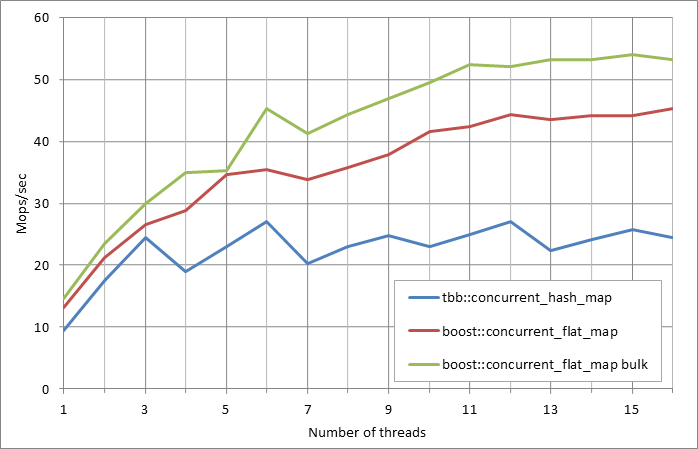 60
50
40
30
20
10
0
Mops/sec
tbb::concurrent_hash_map
boost::concurrent_flat_map
boost::concurrent_flat_map bulk
1 3 5 7 9 11 13 15
Number of threads